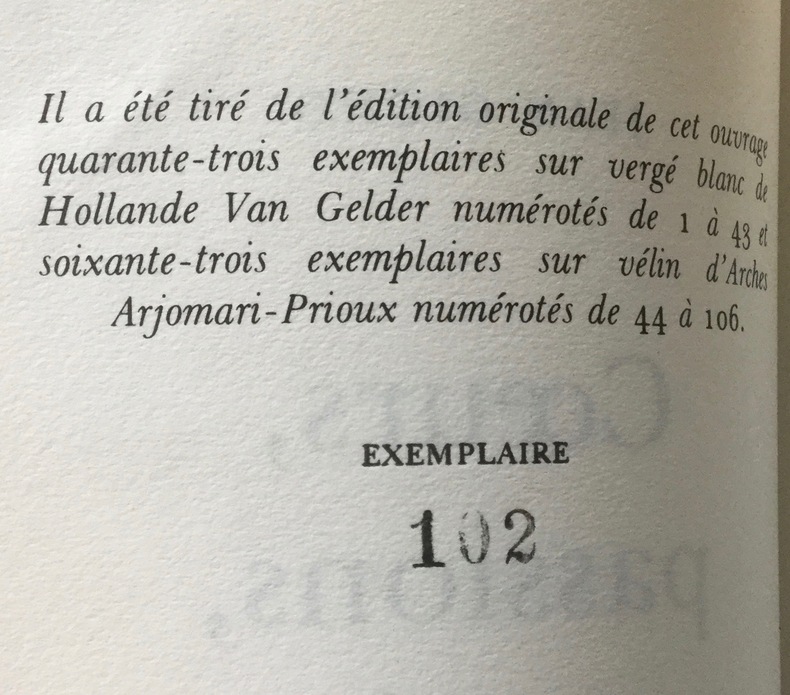 Il a été tiré de l'édition originale de cet ouvrage
quarante-trois exemplaires sur vergé blanc de
Hollande Van Gelder numérotés de 1 à 43 et
soixante-trois exemplaires sur vélin d'Arches
Arjomari-Prioux numérotés de 44 à 106.
EXEMPLAIRE
102